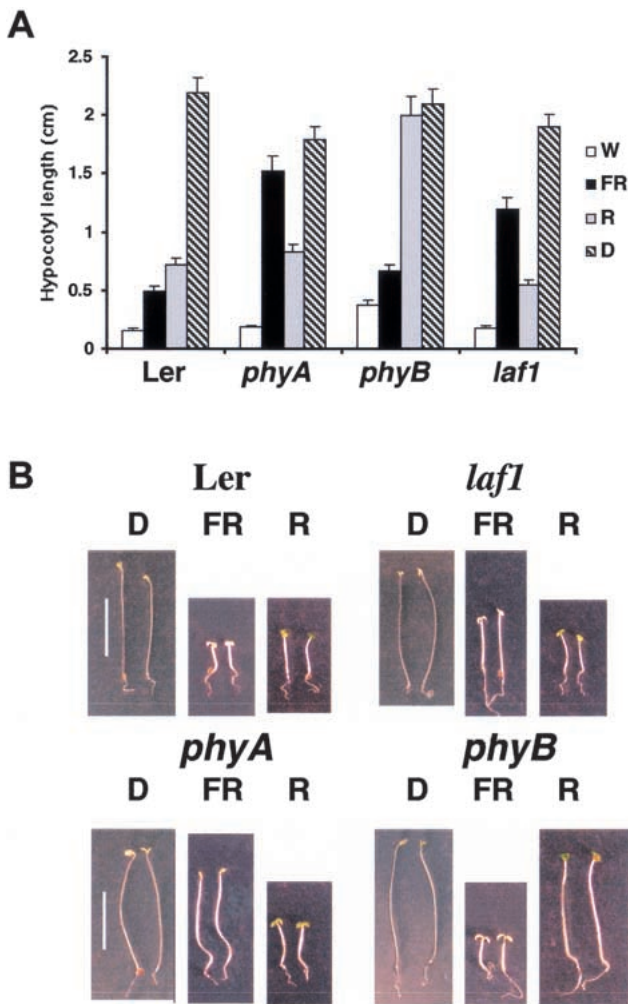 A
Hypocotyl length (cm)
2.5
2
1.5
1
0.5
0
W
FR
R
D
Ler phyA phyB laf1
B
Ler laf1
D FR R D FR R
phyA phyB
D FR R D FR R